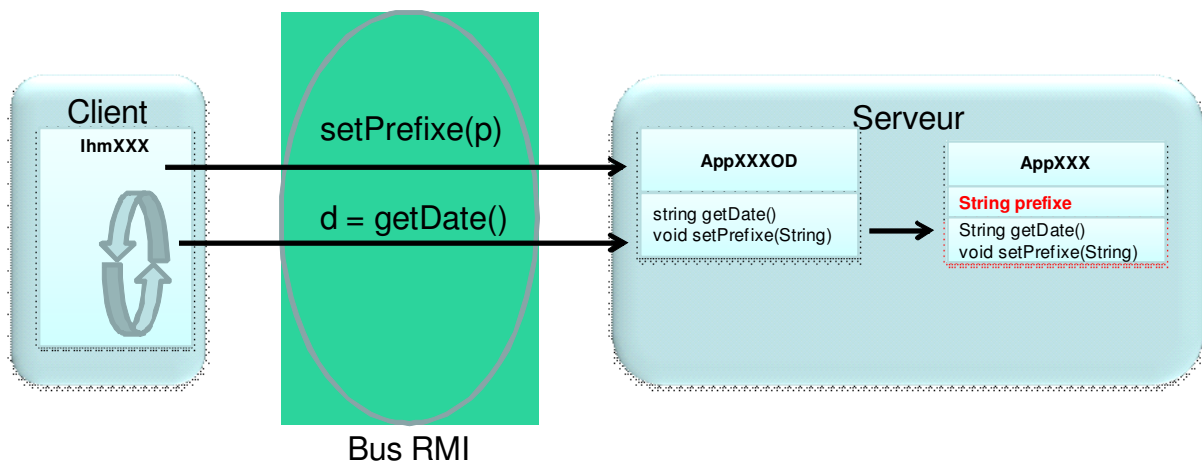 Client
IhmXXX
setPrefixe(p)
d = getDate()
Bus RMI
Serveur
AppXXXOD
string getDate()
void setPrefixe(String)
AppXXX
String prefixe
String getDate()
void setPrefixe(String)